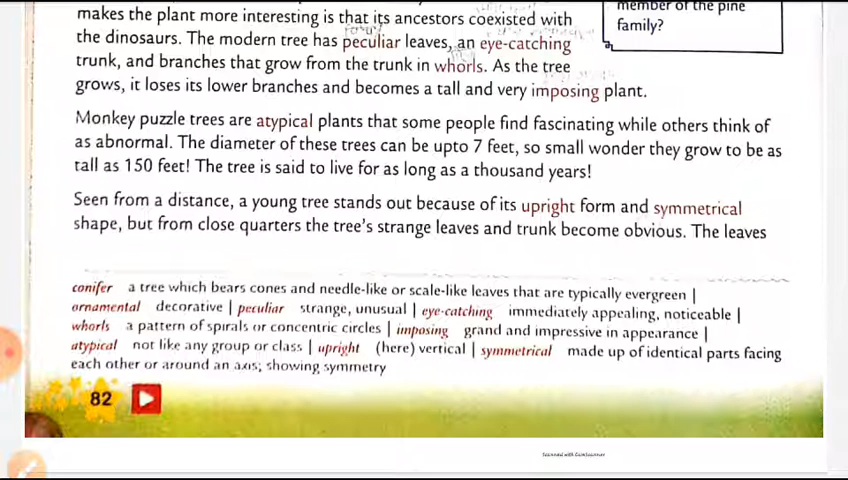 makes the plant more interesting is that its ancestors coexisted with
the dinosaurs. The modern tree has peculiar leaves, an eye-catching
trunk, and branches that grow from the trunk in whorls. As the tree
grows, it loses its lower branches and becomes a tall and very imposing plant.
member of the pine
family?
Monkey puzzle trees are atypical plants that some people find fascinating while others think of
as abnormal. The diameter of these trees can be upto 7 feet, so small wonder they grow to be as
tall as 150 feet! The tree is said to live for as long as a thousand years!
Seen from a distance, a young tree stands out because of its upright form and symmetrical
shape, but from close quarters the tree's strange leaves and trunk become obvious. The leaves
conifer a tree which bears cones and needle-like or scale-like leaves that are typically evergreen |
ornamental decorative | peculiar strange, unusual | eye-catching immediately appealing, noticeable |
whorls a pattern of spirals or concentric circles | imposing grand and impressive in appearance |
atypical not like any group or class | upright (here) vertical | symmetrical made up of identical parts facing
each other or around an axis; showing symmetry
82
Scanned with CamScanner